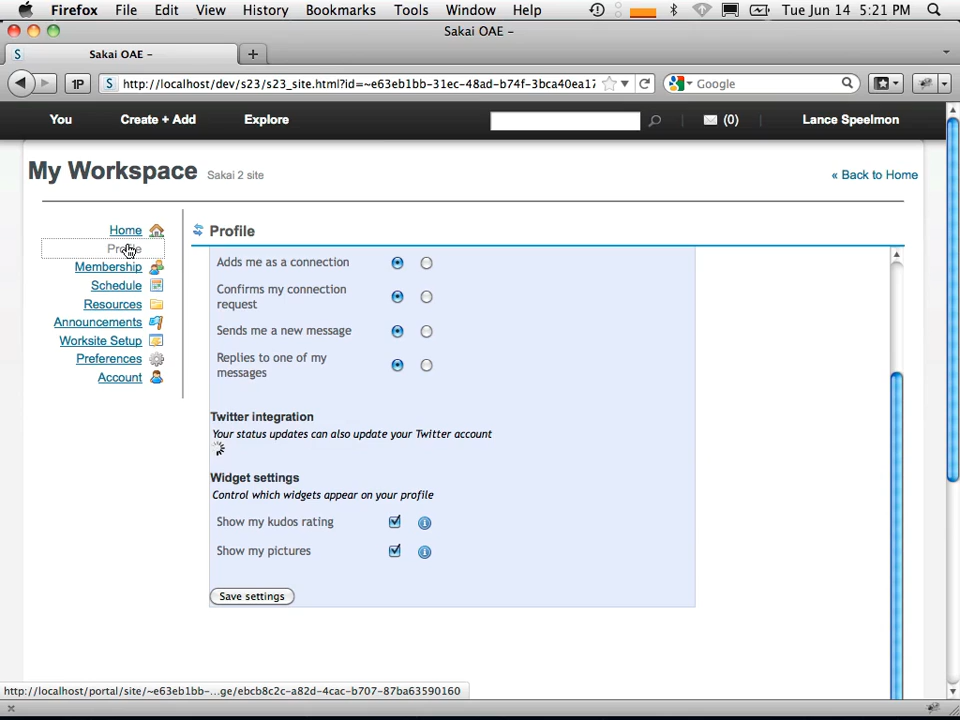 Firefox File Edit View History Bookmarks Tools Window Help Tue Jun 14 5:21 PM
Sakai OAE –
S Sakai OAE –
1P S http://localhost/dev/s23/s23_site.html?id=~e63eb1bb-31ec-48ad-b74f-3bca40ea17 Google
You Create + Add Explore (0) Lance Speelmon
My Workspace Sakai 2 site « Back to Home
Home
Profile
Membership
Schedule
Resources
Announcements
Worksite Setup
Preferences
Account
Profile
Adds me as a connection
Confirms my connection
request
Sends me a new message
Replies to one of my
messages
Twitter integration
Your status updates can also update your Twitter account
Widget settings
Control which widgets appear on your profile
Show my kudos rating
Show my pictures
Save settings
http://localhost/portal/site/~e63eb1bb-...ge/ebcb8c2c-a82d-4cac-b707-87ba63590160